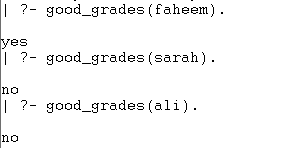 | ?- good_grades(faheem).
yes
| ?- good_grades(sarah).
no
| ?- good_grades(ali).
no